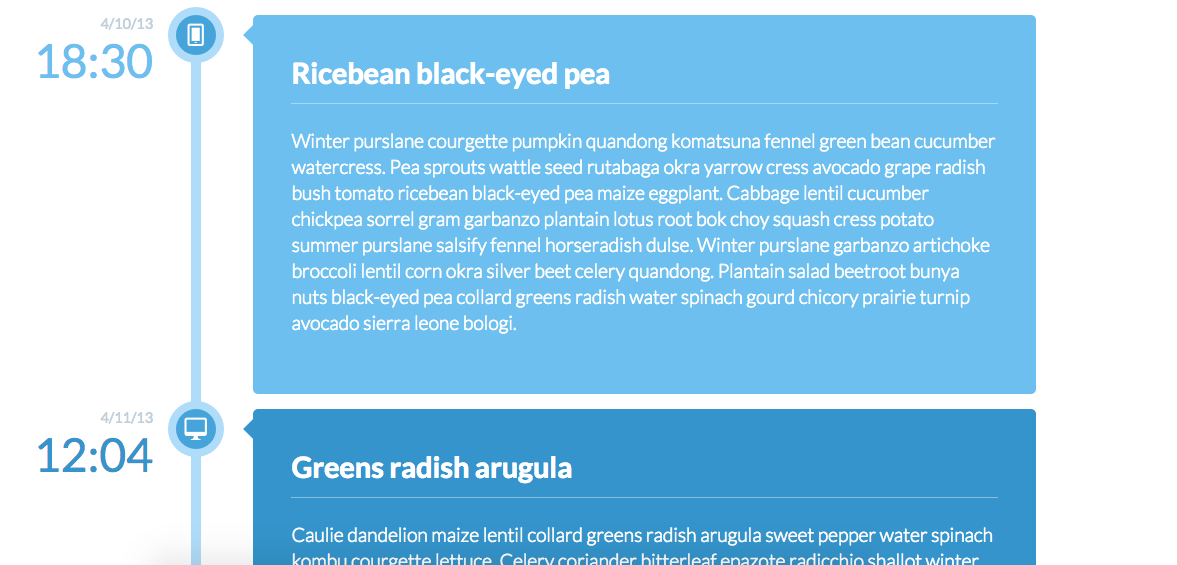 4/10/13
18:30
Ricebean black-eyed pea
Winter purslane courgette pumpkin quandong komatsuna fennel green bean cucumber
watercress. Pea sprouts wattle seed rutabaga okra yarrow cress avocado grape radish
bush tomato ricebean black-eyed pea maize eggplant. Cabbage lentil cucumber
chickpea sorrel gram garbanzo plantain lotus root bok choy squash cress potato
summer purslane salsify fennel horseradish dulse. Winter purslane garbanzo artichoke
broccoli lentil corn okra silver beet celery quandong. Plantain salad beetroot bunya
nuts black-eyed pea collard greens radish water spinach gourd chicory prairie turnip
avocado sierra leone bologi.
4/11/13
12:04
Greens radish arugula
Caulie dandelion maize lentil collard greens radish arugula sweet pepper water spinach
kombu courgette lettuce. Celery coriander bitterleaf epazote radicchio shallot winter